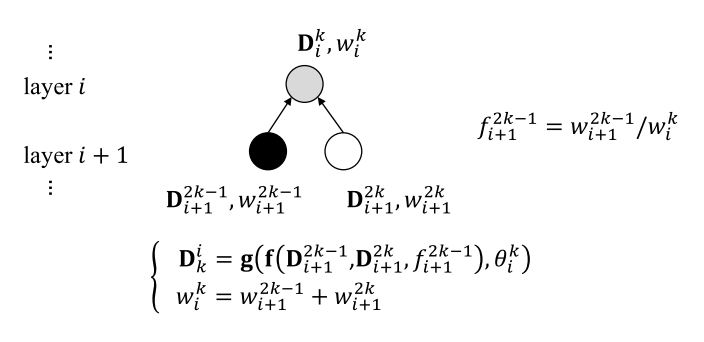 𝐃ᵢᵏ, wᵢᵏ
⋮
layer i
f_{i+1}^{2k−1} = w_{i+1}^{2k−1}/w_i^k
layer i + 1
⋮
𝐃_{i+1}^{2k−1}, w_{i+1}^{2k−1} 𝐃_{i+1}^{2k}, w_{i+1}^{2k}
𝐃_k^i = 𝐠(𝐟(𝐃_{i+1}^{2k−1},𝐃_{i+1}^{2k}, f_{i+1}^{2k−1}), θ_i^k)
w_i^k = w_{i+1}^{2k−1} + w_{i+1}^{2k}